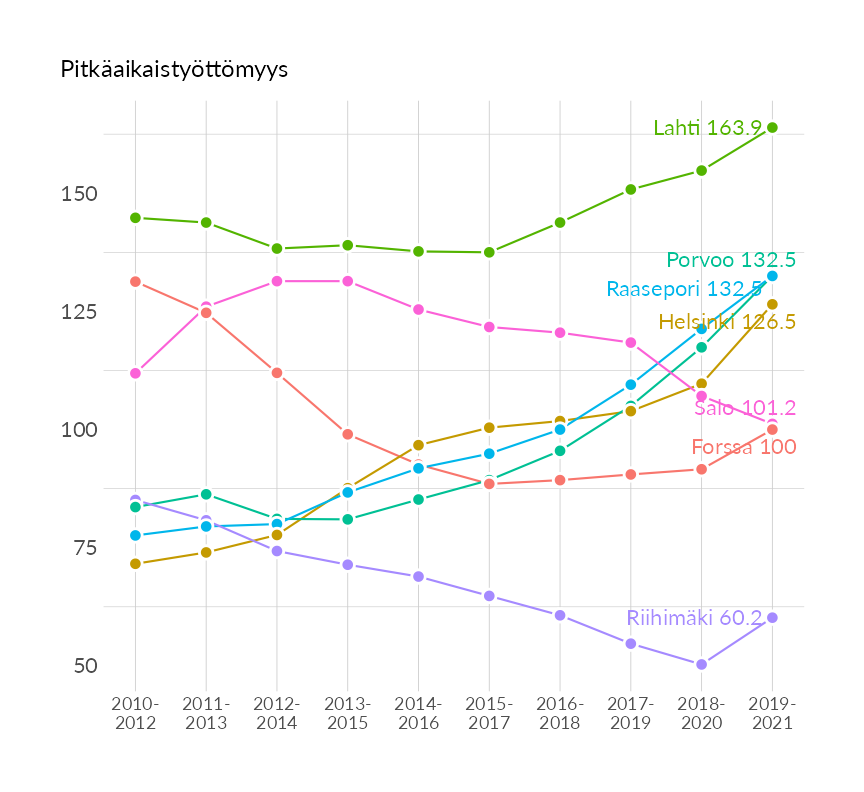 Pitkäaikaistyöttömyys
Lahti 163.9
150
Porvoo 132.5
Raasepori 132.5
125
Helsinki 126.5
Salo 101.2
100
Forssa 100
75
Riihimäki 60.2
50
2010- 2011- 2012- 2013- 2014- 2015- 2016- 2017- 2018- 2019-
2012 2013 2014 2015 2016 2017 2018 2019 2020 2021